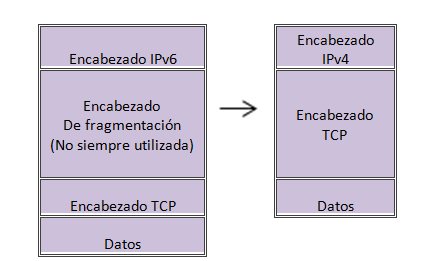 Encabezado IPv6
Encabezado
De fragmentación
(No siempre utilizada)
Encabezado TCP
Datos
Encabezado
IPv4
Encabezado
TCP
Datos